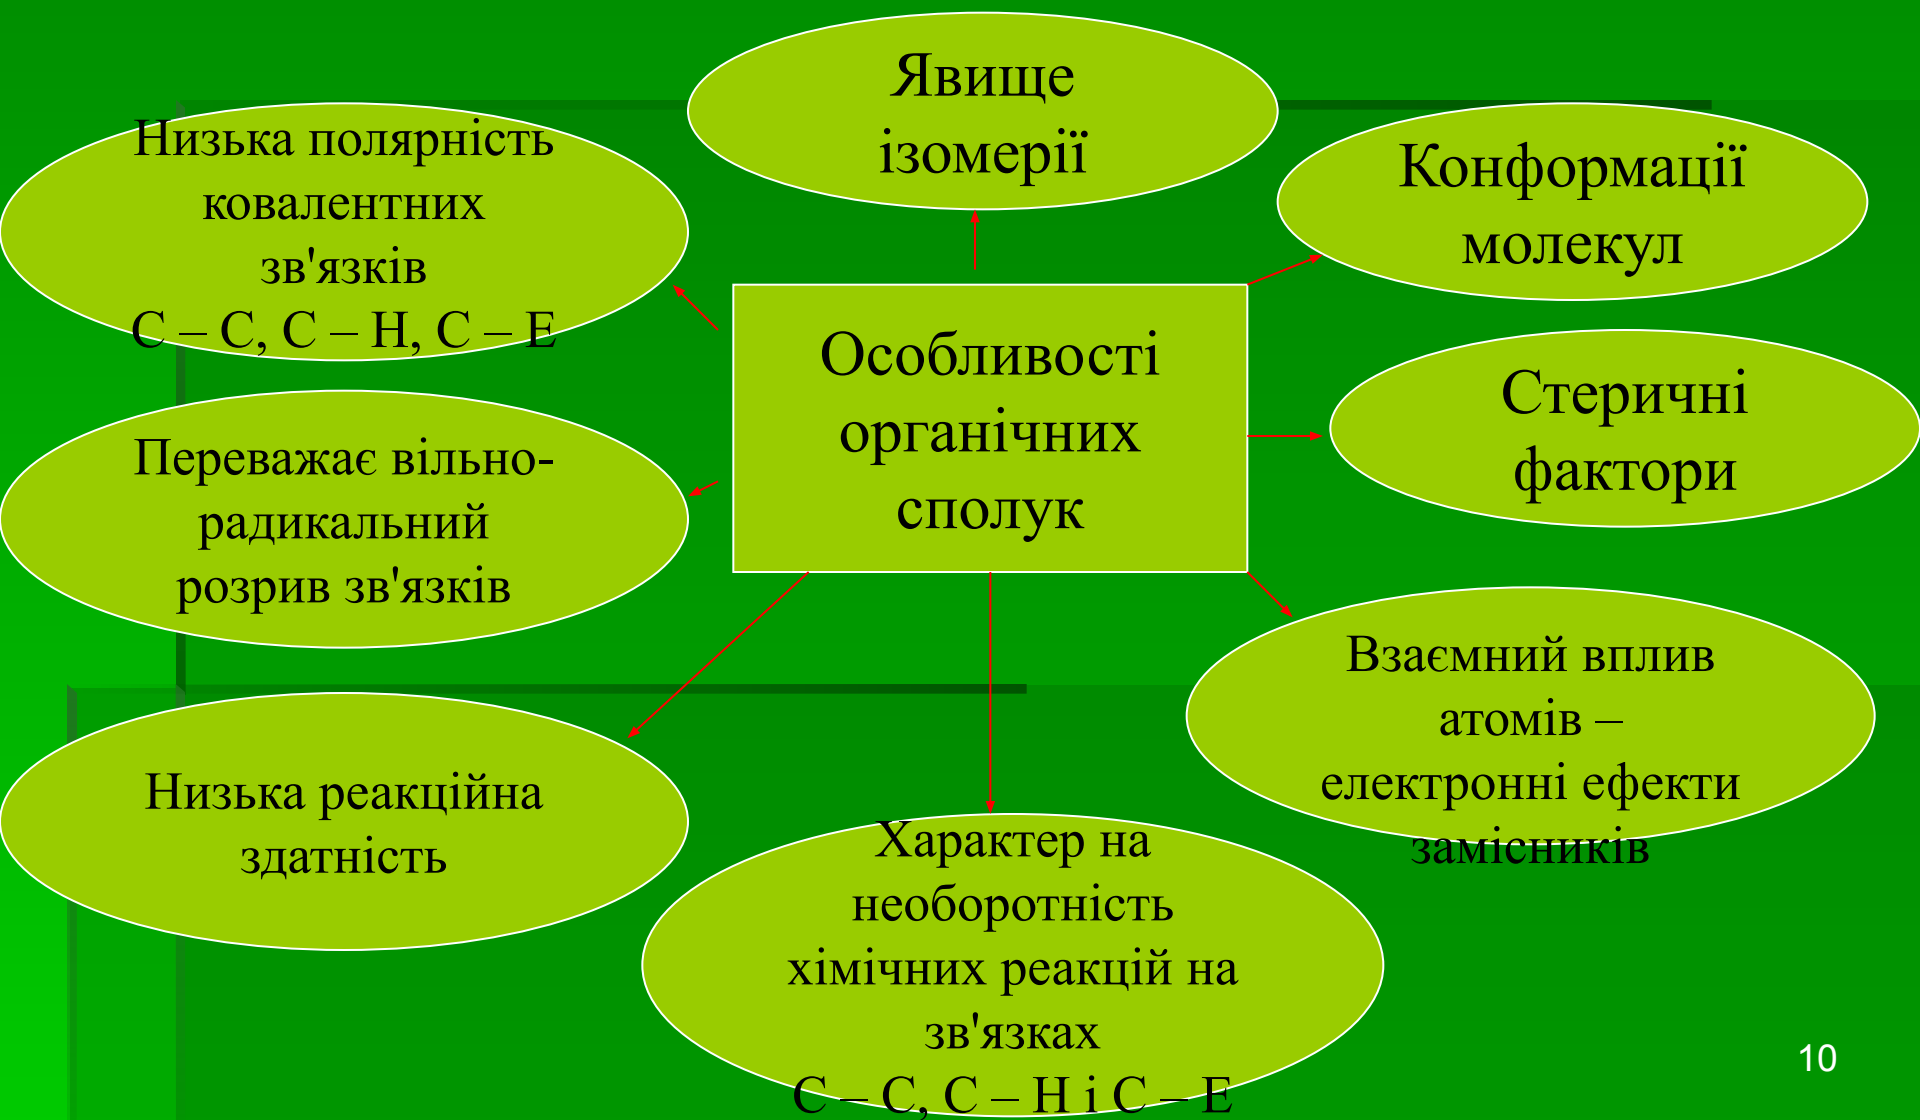 Явище
ізомерії
Низька полярність
ковалентних
зв'язків
С – С, С – Н, С – Е
Конформації
молекул
Особливості
органічних
сполук
Стеричні
фактори
Переважає вільно-
радикальний
розрив зв'язків
Взаємний вплив
атомів –
електронні ефекти
замісників
Низька реакційна
здатність
Характер на
необоротність
хімічних реакцій на
зв'язках
С – С, С – Н і С – Е
10